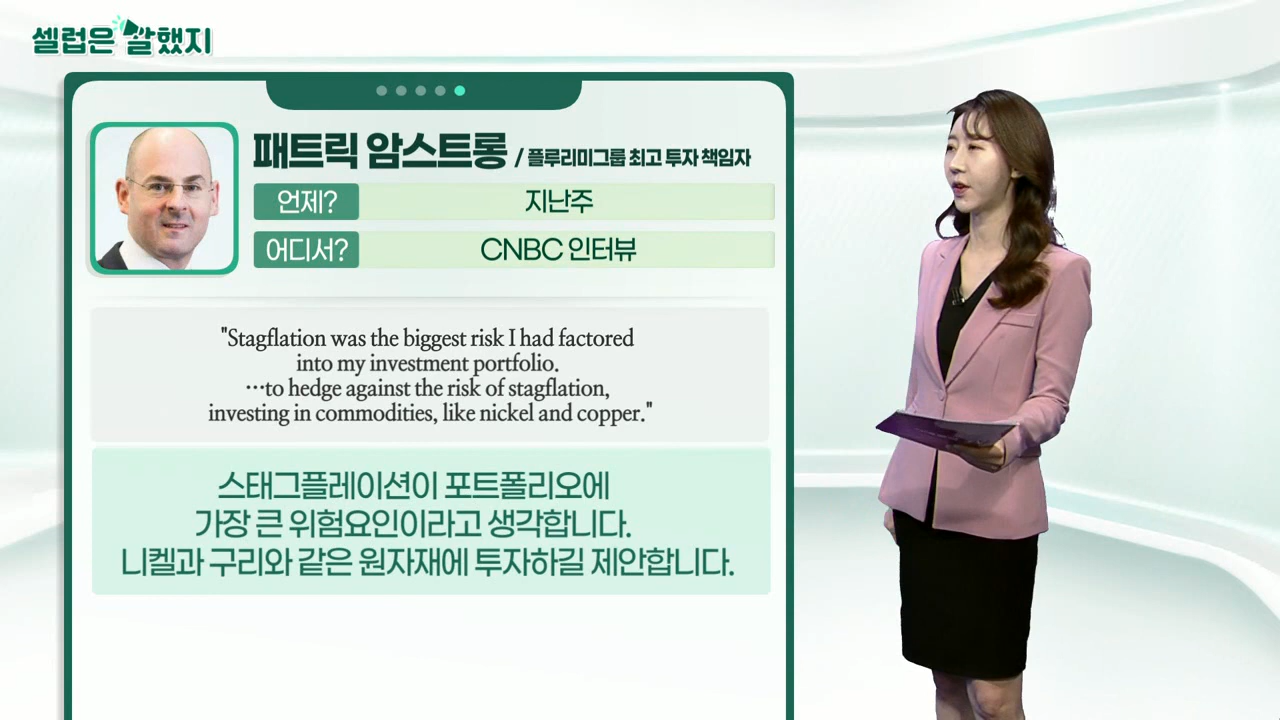 셀럽은 말했지
패트릭 암스트롱 / 플루리미그룹 최고 투자 책임자
언제? 지난주
어디서? CNBC 인터뷰
"Stagflation was the biggest risk I had factored
into my investment portfolio.
…to hedge against the risk of stagflation,
investing in commodities, like nickel and copper."
스태그플레이션이 포트폴리오에
가장 큰 위험요인이라고 생각합니다.
니켈과 구리와 같은 원자재에 투자하길 제안합니다.